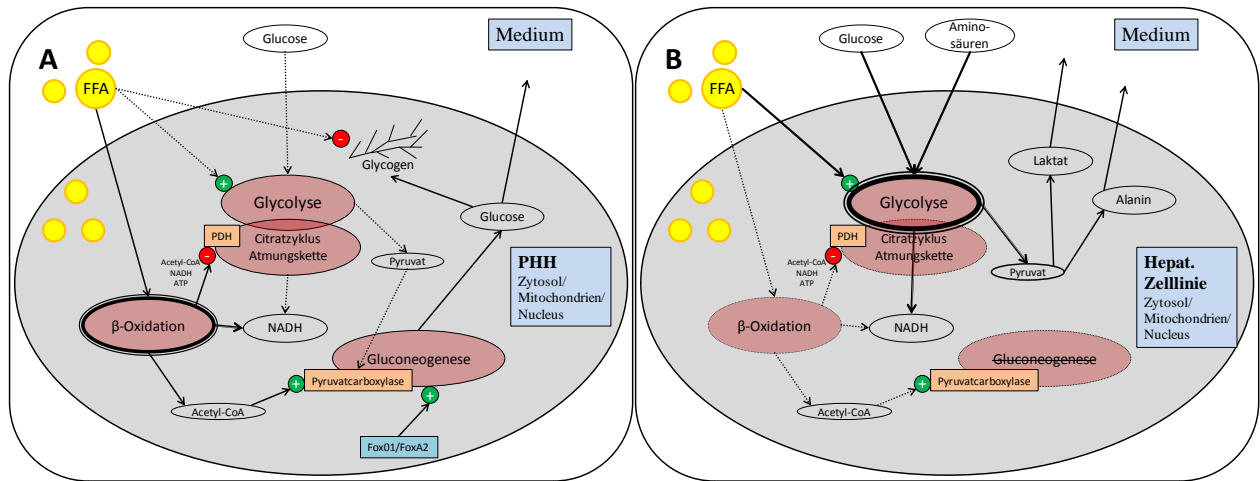 A
Medium
Glucose
FFA
-
Glycogen
+
Glycolyse
PDH
Citratzyklus
Atmungskette
-
Acetyl-CoA
NADH
ATP
Glucose
Pyruvat
PHH
Zytosol/
Mitochondrien/
Nucleus
β-Oxidation
NADH
Gluconeogenese
+
Pyruvatcarboxylase
+
Acetyl-CoA
Fox01/FoxA2
B
Medium
Glucose
Amino-
säuren
FFA
Laktat
+
Glycolyse
Alanin
PDH
Citratzyklus
Atmungskette
-
Acetyl-CoA
NADH
ATP
Pyruvat
Hepat.
Zelllinie
Zytosol/
Mitochondrien/
Nucleus
β-Oxidation
NADH
Gluconeogenese
+
Pyruvatcarboxylase
Acetyl-CoA